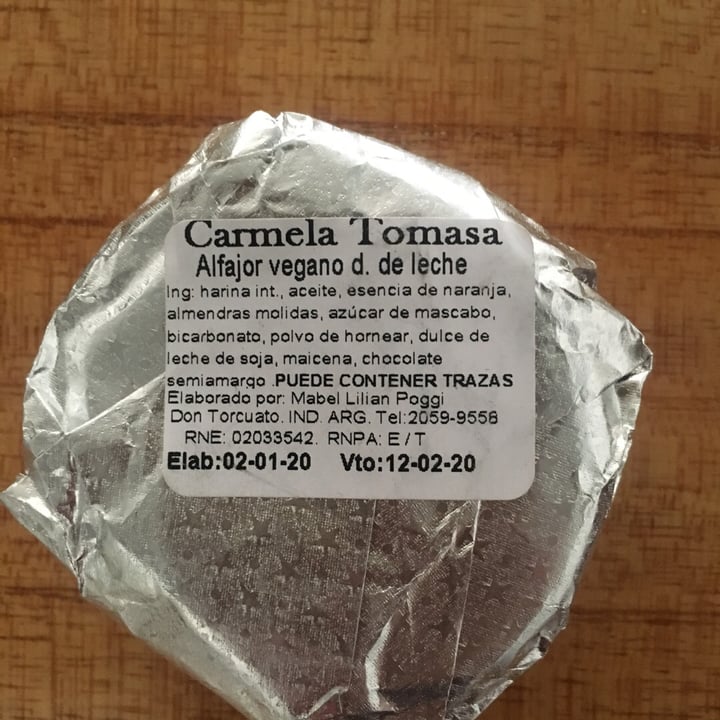 Carmela Tomasa
Alfajor vegano d. de leche
Ing: harina int., aceite, esencia de naranja,
almendras molidas, azúcar de mascabo,
bicarbonato, polvo de hornear, dulce de
leche de soja, maicena, chocolate
semiamargo .PUEDE CONTENER TRAZAS
Elaborado por: Mabel Lilian Poggi
Don Torcuato. IND. ARG. Tel:2059-9558
RNE: 02033542. RNPA: E / T
Elab:02-01-20 Vto:12-02-20